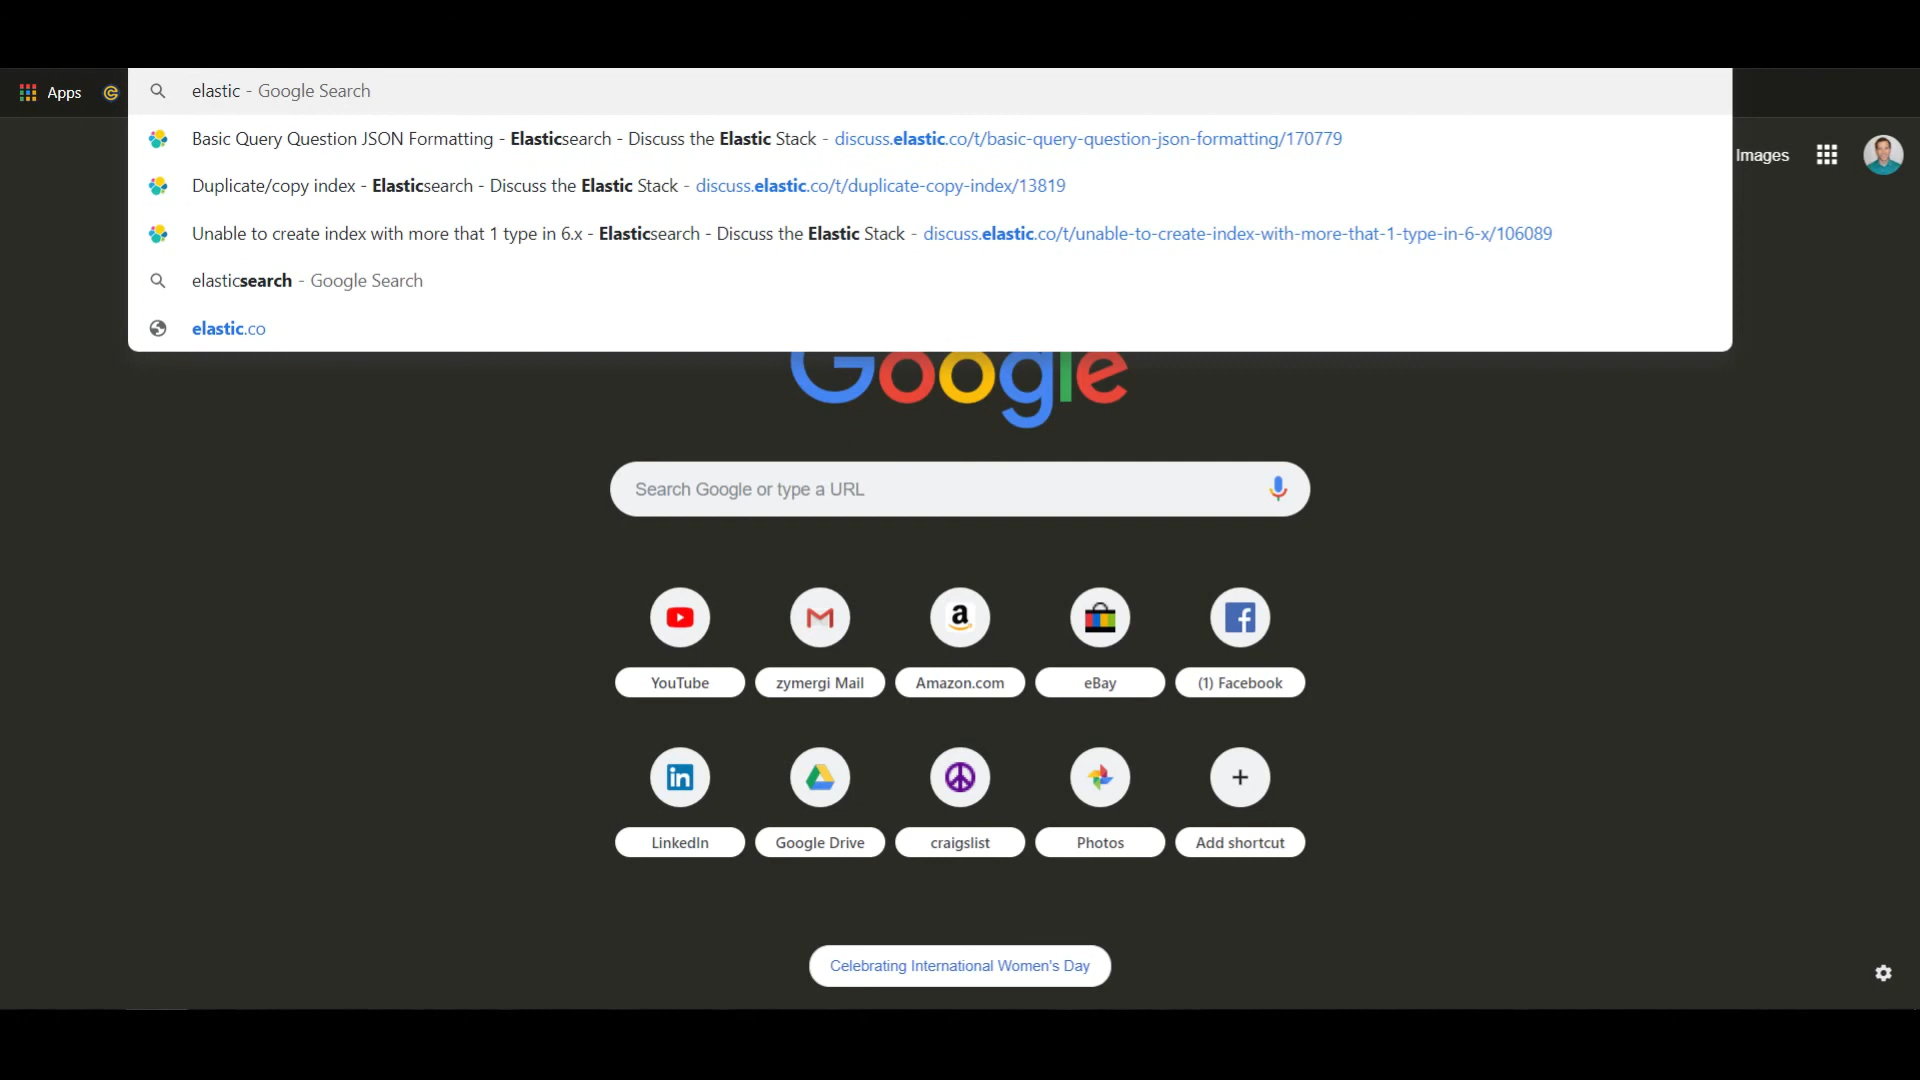 Apps
elastic - Google Search
Basic Query Question JSON Formatting - Elasticsearch - Discuss the Elastic Stack - discuss.elastic.co/t/basic-query-question-json-formatting/170779
Duplicate/copy index - Elasticsearch - Discuss the Elastic Stack - discuss.elastic.co/t/duplicate-copy-index/13819
Unable to create index with more that 1 type in 6.x - Elasticsearch - Discuss the Elastic Stack - discuss.elastic.co/t/unable-to-create-index-with-more-that-1-type-in-6-x/106089
elasticsearch - Google Search
elastic.co
Images
Google
Search Google or type a URL
YouTube
zymergi Mail
Amazon.com
eBay
(1) Facebook
LinkedIn
Google Drive
craigslist
Photos
Add shortcut
Celebrating International Women's Day